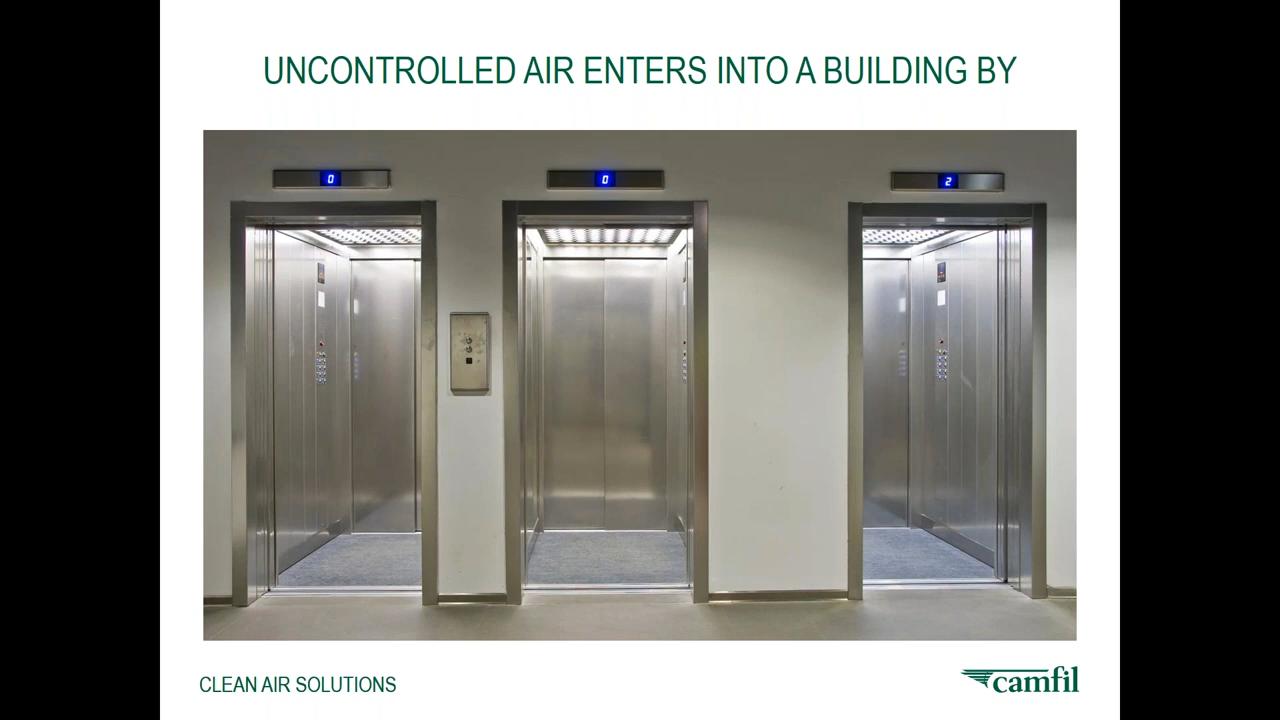 UNCONTROLLED AIR ENTERS INTO A BUILDING BY
0
0
2
CLEAN AIR SOLUTIONS
camfil